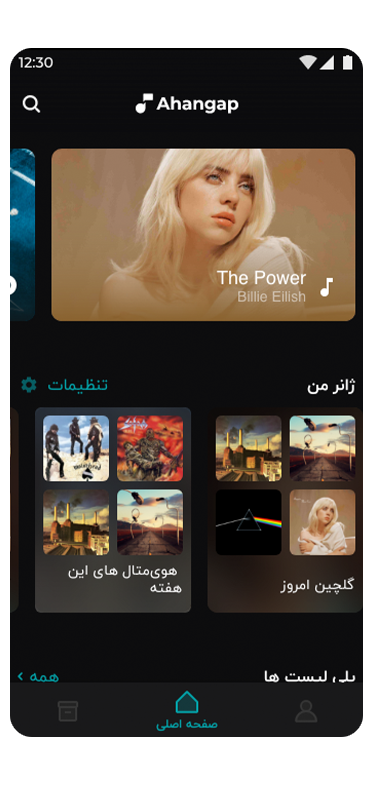 12:30
Ahangap
The Power
Billie Eilish
ژانر من
تنظیمات
گلچین امروز
هوی‌متال های این
هفته
پلی لیست ها
همه
صفحه اصلی